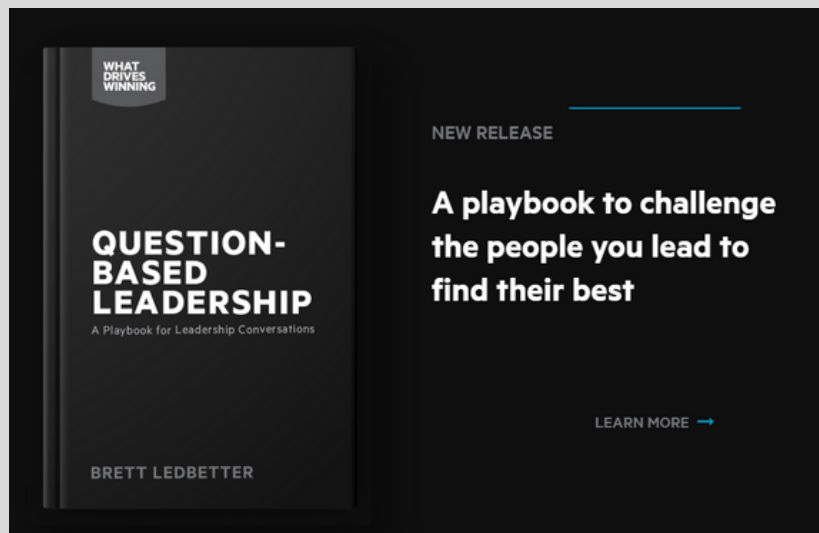 WHAT
DRIVES
WINNING
QUESTION-
BASED
LEADERSHIP
A Playbook for Leadership Conversations
BRETT LEDBETTER
NEW RELEASE
A playbook to challenge
the people you lead to
find their best
LEARN MORE →